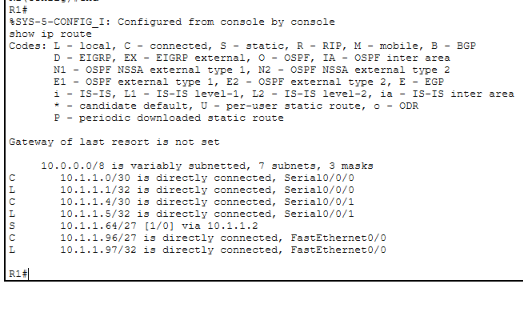 R1#
%SYS-5-CONFIG_I: Configured from console by console
show ip route
Codes: L - local, C - connected, S - static, R - RIP, M - mobile, B - BGP
D - EIGRP, EX - EIGRP external, O - OSPF, IA - OSPF inter area
N1 - OSPF NSSA external type 1, N2 - OSPF NSSA external type 2
E1 - OSPF external type 1, E2 - OSPF external type 2, E - EGP
i - IS-IS, L1 - IS-IS level-1, L2 - IS-IS level-2, ia - IS-IS inter area
* - candidate default, U - per-user static route, o - ODR
P - periodic downloaded static route
Gateway of last resort is not set
10.0.0.0/8 is variably subnetted, 7 subnets, 3 masks
C 10.1.1.0/30 is directly connected, Serial0/0/0
L 10.1.1.1/32 is directly connected, Serial0/0/0
C 10.1.1.4/30 is directly connected, Serial0/0/1
L 10.1.1.5/32 is directly connected, Serial0/0/1
S 10.1.1.64/27 [1/0] via 10.1.1.2
C 10.1.1.96/27 is directly connected, FastEthernet0/0
L 10.1.1.97/32 is directly connected, FastEthernet0/0
R1#